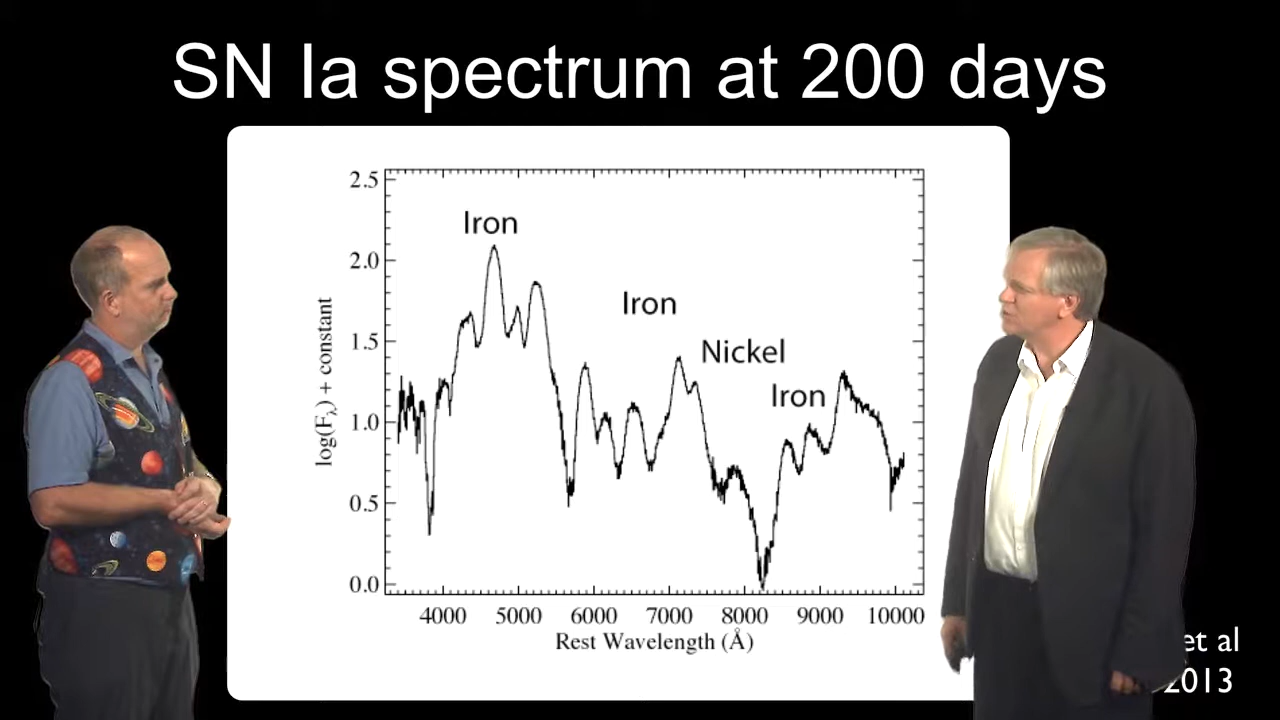 SN Ia spectrum at 200 days
2.5
2.0
1.5
1.0
0.5
0.0
log(Fλ) + constant
Iron
Iron
Nickel
Iron
4000 5000 6000 7000 8000 9000 10000
Rest Wavelength (Å)
et al
2013